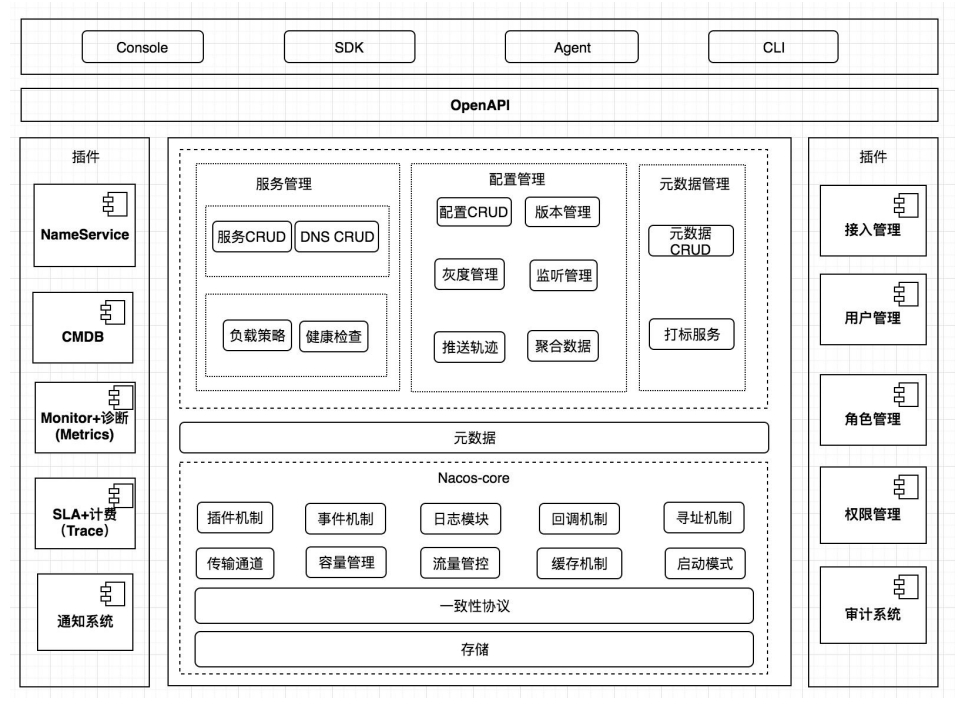 Console
SDK
Agent
CLI
OpenAPI
插件
NameService
CMDB
Monitor+诊断
(Metrics)
SLA+计费
（Trace）
通知系统
服务管理
服务CRUD
DNS CRUD
负载策略
健康检查
配置管理
配置CRUD
版本管理
灰度管理
监听管理
推送轨迹
聚合数据
元数据管理
元数据
CRUD
打标服务
元数据
Nacos-core
插件机制
事件机制
日志模块
回调机制
寻址机制
传输通道
容量管理
流量管控
缓存机制
启动模式
一致性协议
存储
插件
接入管理
用户管理
角色管理
权限管理
审计系统